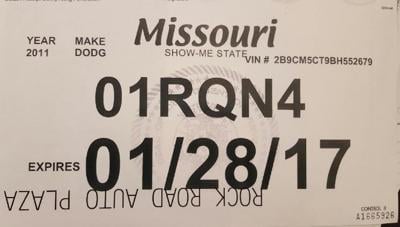 YEAR MAKE Missouri
2011 DODG SHOW-ME STATE
VIN # 2B9CM5CT9BH552679
01RQN4
EXPIRES 01/28/17
ROCK ROAD AUTO PLAZA
CONTROL #
A1665926